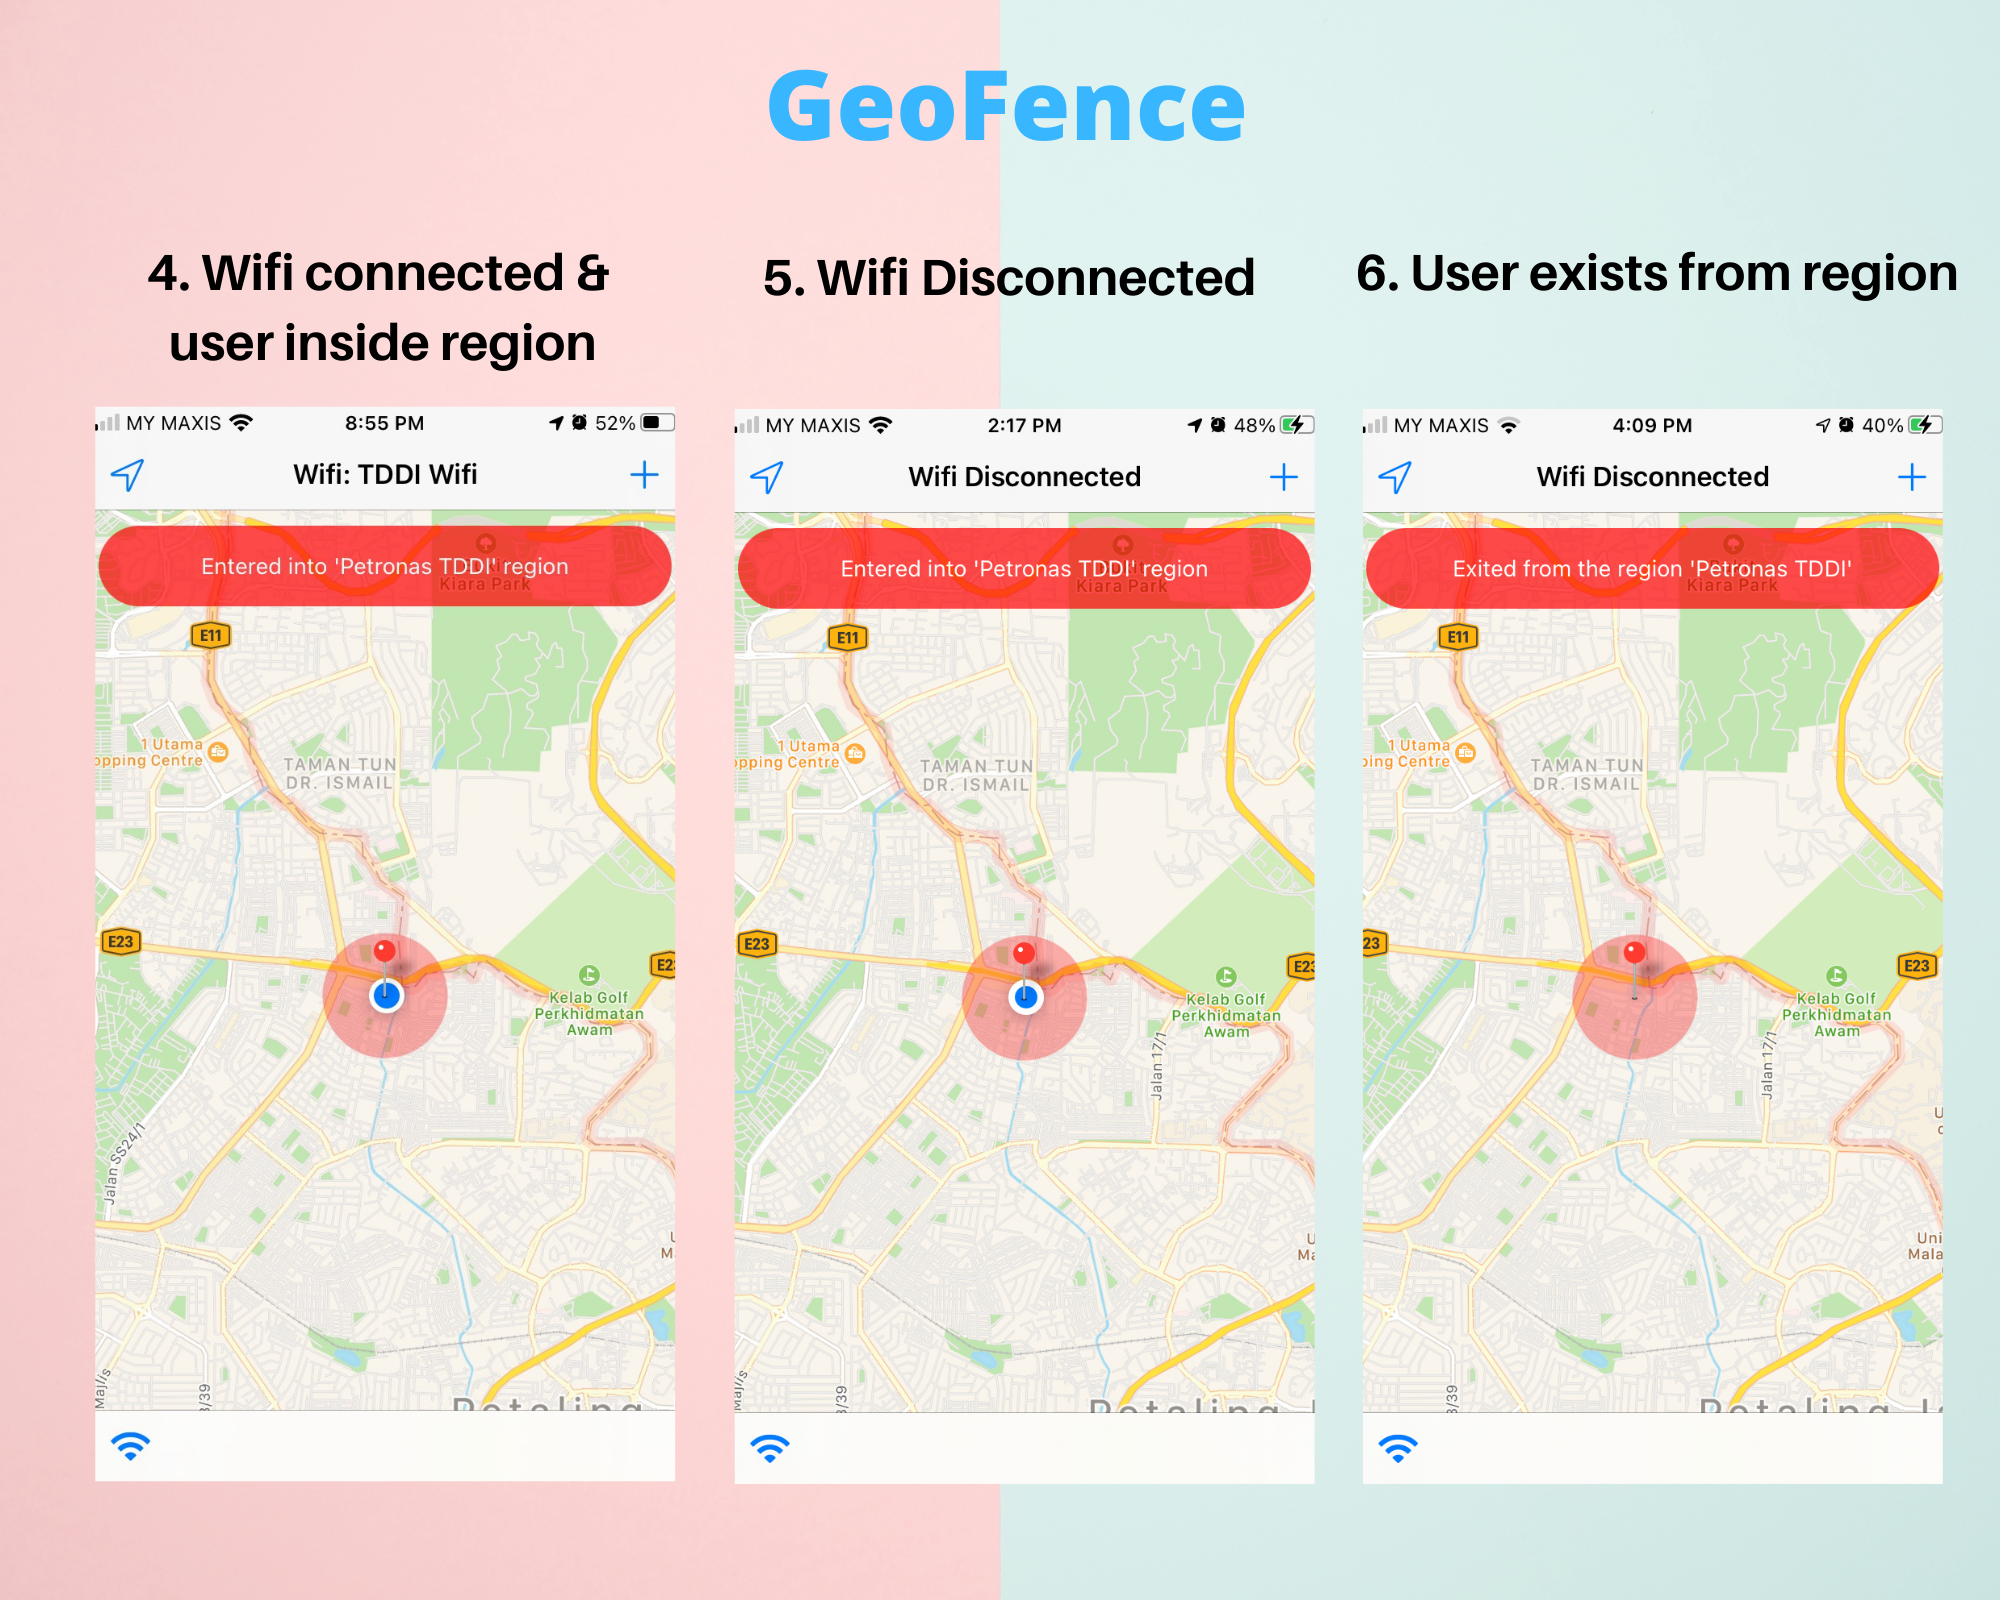 GeoFence
4. Wifi connected &
user inside region
5. Wifi Disconnected
6. User exists from region
MY MAXIS 8:55 PM 52%
Wifi: TDDI Wifi
Entered into 'Petronas TDDI' region
Kiara Park
E11
1 Utama
opping Centre
TAMAN TUN
DR. ISMAIL
E23
E23
Kelab Golf
Perkhidmatan
Awam
Jalan SS24/1
U
M
Majlis
3/39
Petaling
MY MAXIS 2:17 PM 48%
Wifi Disconnected
Entered into 'Petronas TDDI' region
Kiara Park
E11
1 Utama
opping Centre
TAMAN TUN
DR. ISMAIL
E23
E23
Kelab Golf
Perkhidmatan
Awam
Jalan 17/1
U
Ma
Majlis
3/39
Petaling
MY MAXIS 4:09 PM 40%
Wifi Disconnected
Exited from the region 'Petronas TDDI'
Kiara Park
E11
1 Utama
ping Centre
TAMAN TUN
DR. ISMAIL
23
E23
Kelab Golf
Perkhidmatan
Awam
Jalan 17/1
U
Uni
Mala
3/39
Petaling Ja